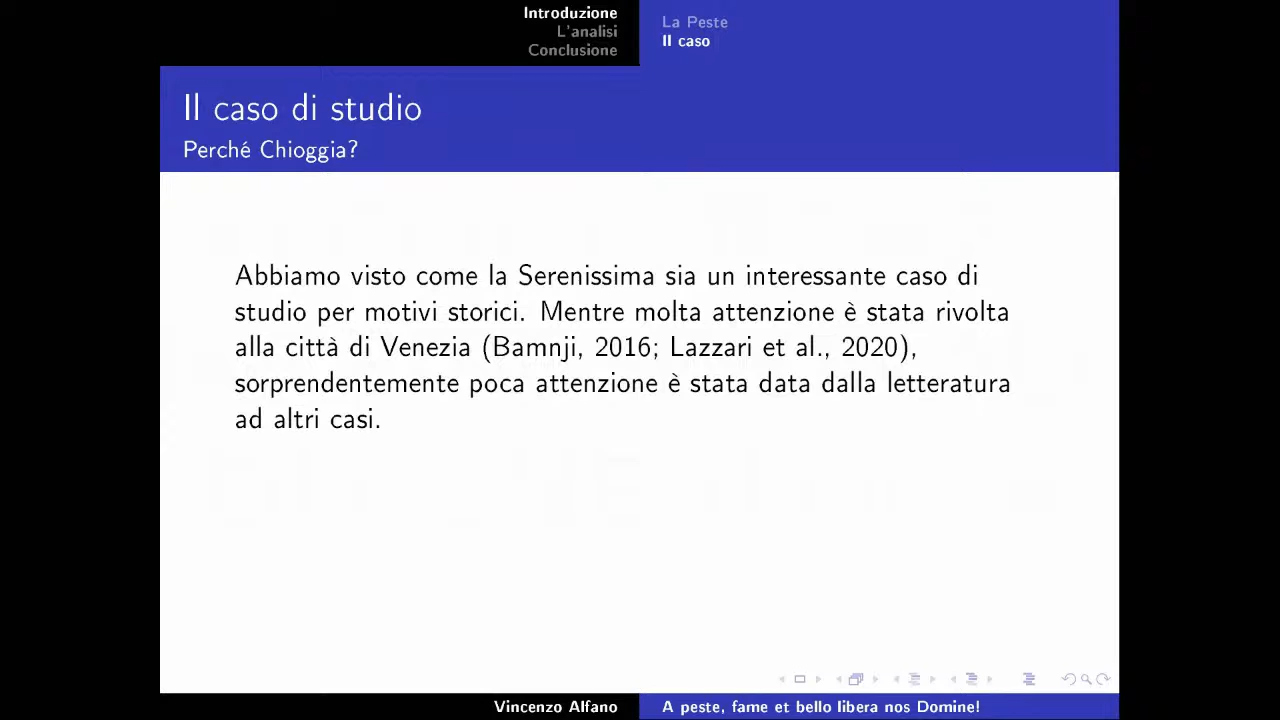 Introduzione
L'analisi
Conclusione
La Peste
Il caso
Il caso di studio
Perché Chioggia?
Abbiamo visto come la Serenissima sia un interessante caso di
studio per motivi storici. Mentre molta attenzione è stata rivolta
alla città di Venezia (Bamnji, 2016; Lazzari et al., 2020),
sorprendentemente poca attenzione è stata data dalla letteratura
ad altri casi.
Vincenzo Alfano
A peste, fame et bello libera nos Domine!